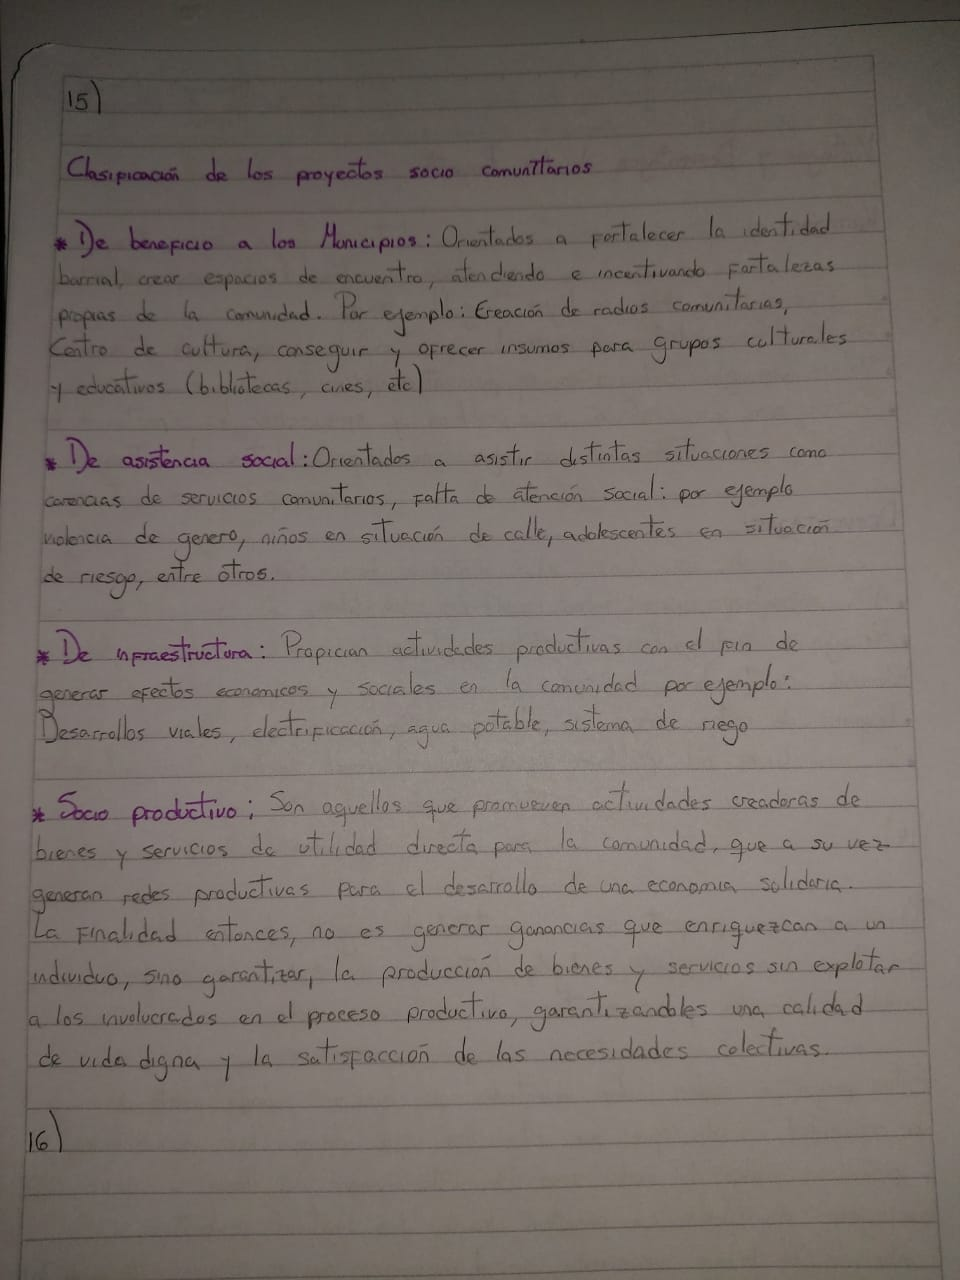 15)
Clasificación de los proyectos socio comunitarios
* De beneficio a los Municipios: Orientados a fortalecer la identidad
barrial, crear espacios de encuentro, atendiendo e incentivando fortalezas
propias de la comunidad. Por ejemplo: Creación de radios comunitarias,
Centro de cultura, conseguir y ofrecer insumos para grupos culturales
y educativos (bibliotecas, cines, etc)
* De asistencia social: Orientados a asistir distintas situaciones como
carencias de servicios comunitarios, falta de atención social: por ejemplo
violencia de genero, niños en situación de calle, adolescentes en situación
de riesgo, entre otros.
* De infraestructura: Propician actividades productivas con el fin de
generar efectos economicos y sociales en la comunidad por ejemplo:
Desarrollos viales, electrificación, agua potable, sistema de riego
* Socio productivo: Son aquellos que promueven actividades creadoras de
bienes y servicios de utilidad directa para la comunidad, que a su vez
generan redes productivas para el desarrollo de una economia solidaria.
La Finalidad entonces, no es generar ganancias que enriquezcan a un
individuo, sino garantizar, la producción de bienes y servicios sin explotar
a los involucrados en el proceso productivo, garantizandoles una calidad
de vida digna y la satisfacción de las necesidades colectivas.
16)